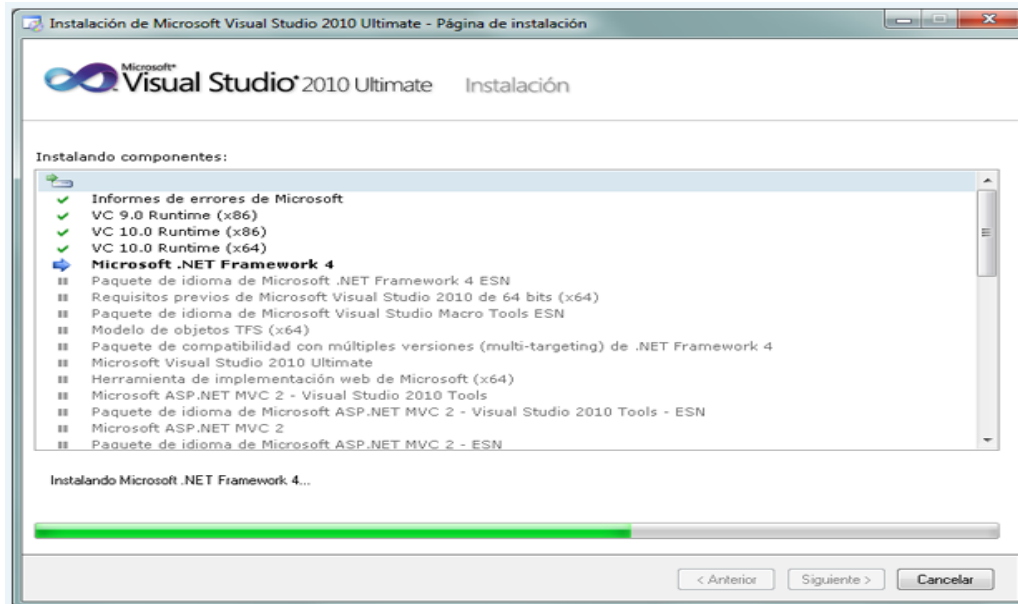 Instalación de Microsoft Visual Studio 2010 Ultimate - Página de instalación
Microsoft
Visual Studio 2010 Ultimate Instalación
Instalando componentes:
Informes de errores de Microsoft
VC 9.0 Runtime (x86)
VC 10.0 Runtime (x86)
VC 10.0 Runtime (x64)
Microsoft .NET Framework 4
Paquete de idioma de Microsoft .NET Framework 4 ESN
Requisitos previos de Microsoft Visual Studio 2010 de 64 bits (x64)
Paquete de idioma de Microsoft Visual Studio Macro Tools ESN
Modelo de objetos TFS (x64)
Paquete de compatibilidad con múltiples versiones (multi-targeting) de .NET Framework 4
Microsoft Visual Studio 2010 Ultimate
Herramienta de implementación web de Microsoft (x64)
Microsoft ASP.NET MVC 2 - Visual Studio 2010 Tools
Paquete de idioma de Microsoft ASP.NET MVC 2 - Visual Studio 2010 Tools - ESN
Microsoft ASP.NET MVC 2
Paquete de idioma de Microsoft ASP.NET MVC 2 - ESN
Instalando Microsoft .NET Framework 4...
< Anterior Siguiente > Cancelar